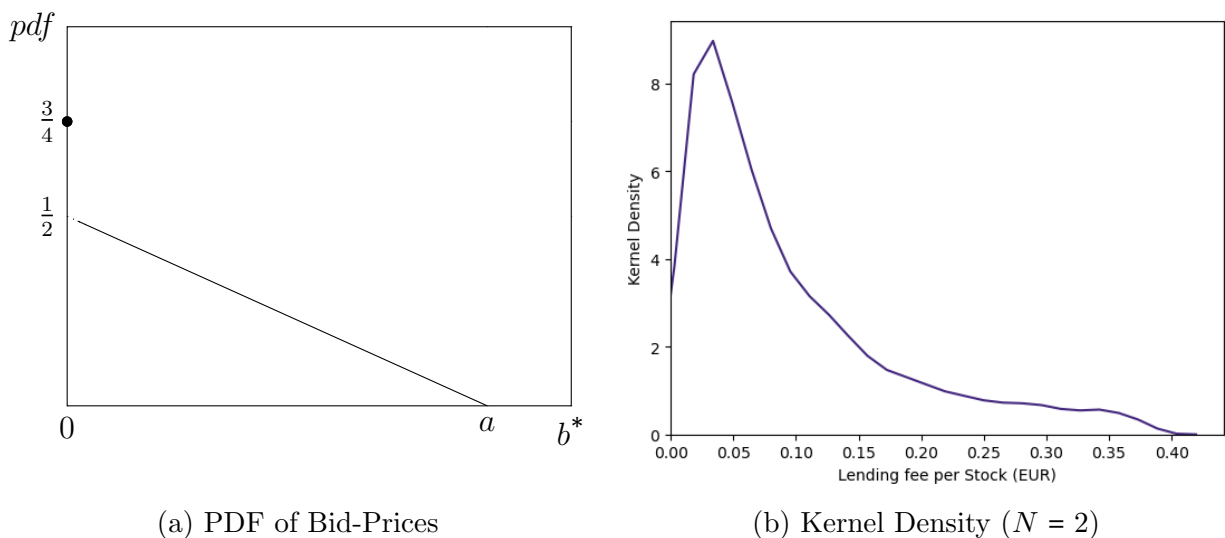 pdf
3/4
1/2
0
a
b*
(a) PDF of Bid-Prices
Kernel Density
8
6
4
2
0
0.00 0.05 0.10 0.15 0.20 0.25 0.30 0.35 0.40
Lending fee per Stock (EUR)
(b) Kernel Density (N = 2)